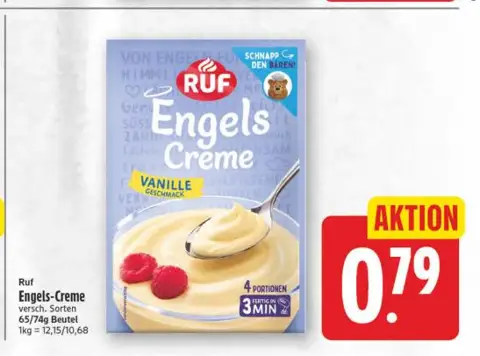 SCHNAPP
DEN BÄREN!
RUF
Engels
Creme
VANILLE
GESCHMACK
4 PORTIONEN
3 FERTIG IN
MIN
AKTION
0.79
Ruf
Engels-Creme
versch. Sorten
65/74g Beutel
1kg = 12,15/10,68